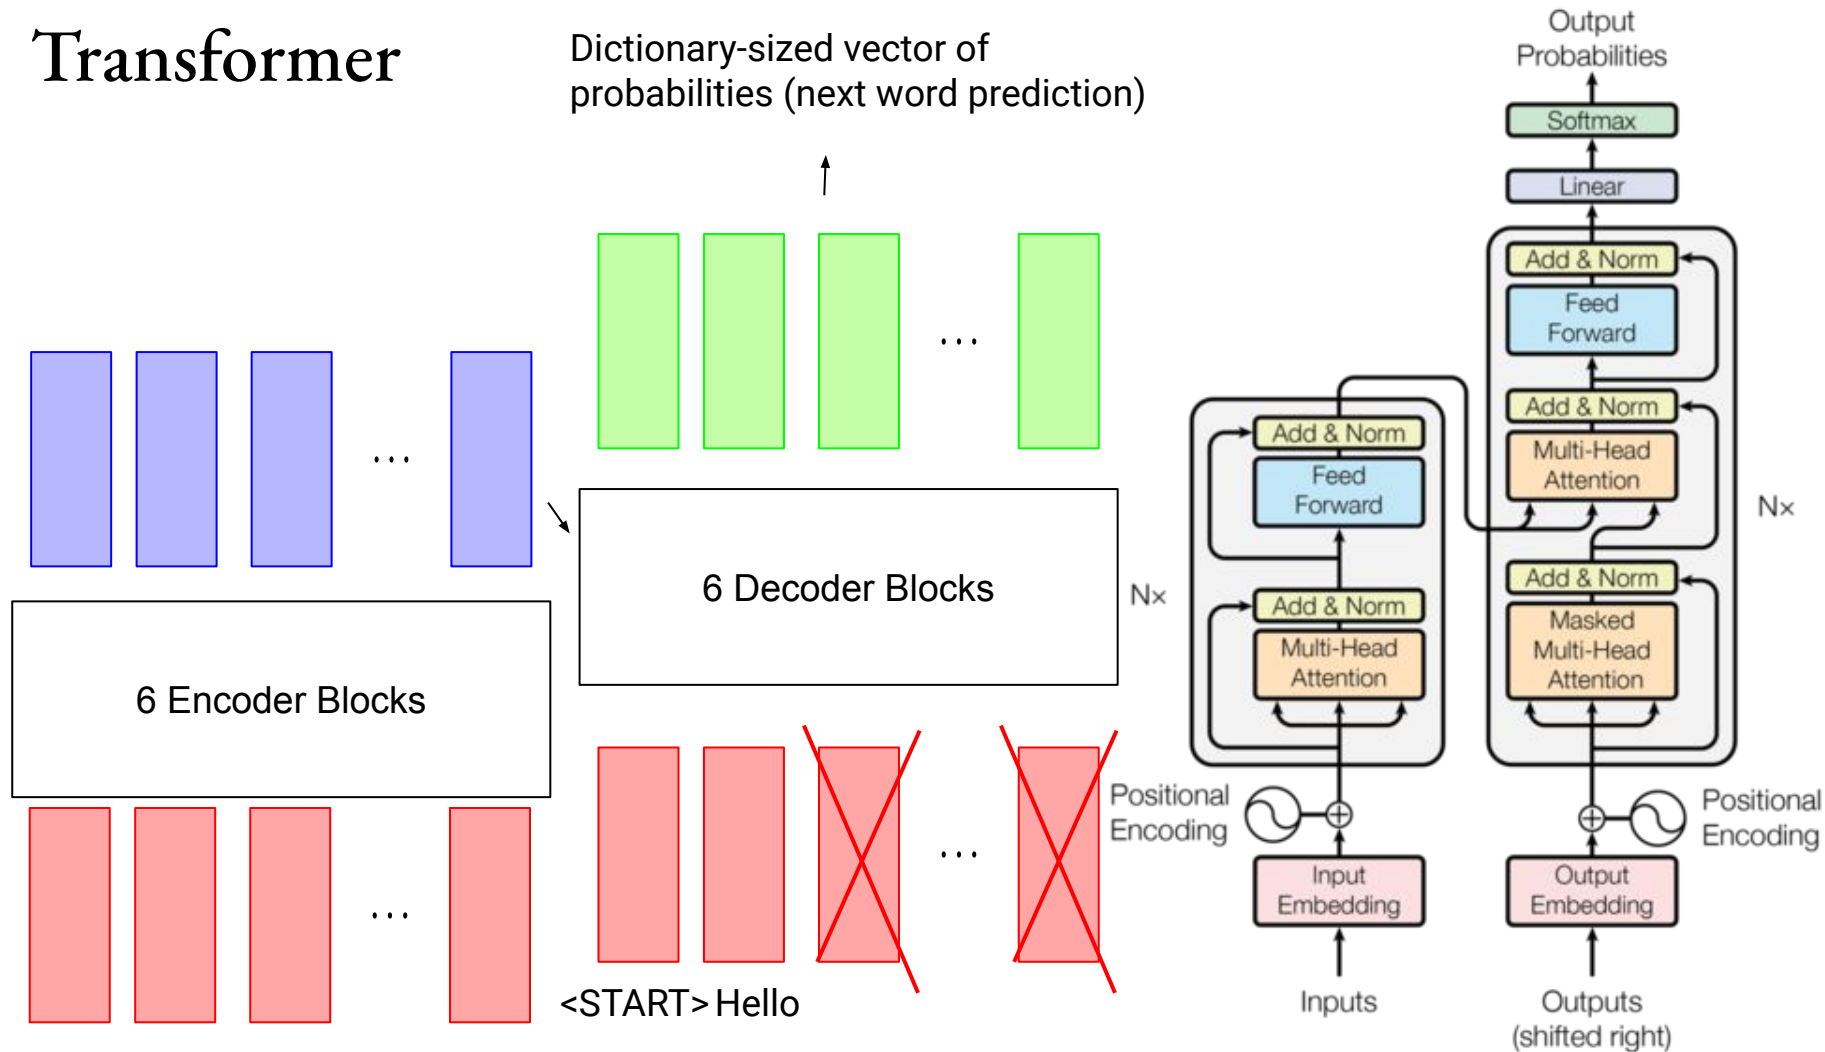 Transformer
Dictionary-sized vector of
probabilities (next word prediction)
...
...
6 Decoder Blocks
6 Encoder Blocks
...
...
<START> Hello
Output
Probabilities
Softmax
Linear
Add & Norm
Feed
Forward
Add & Norm
Multi-Head
Attention
Nx
Add & Norm
Masked
Multi-Head
Attention
Add & Norm
Feed
Forward
Nx
Add & Norm
Multi-Head
Attention
Positional
Encoding
Positional
Encoding
Input
Embedding
Output
Embedding
Inputs
Outputs
(shifted right)